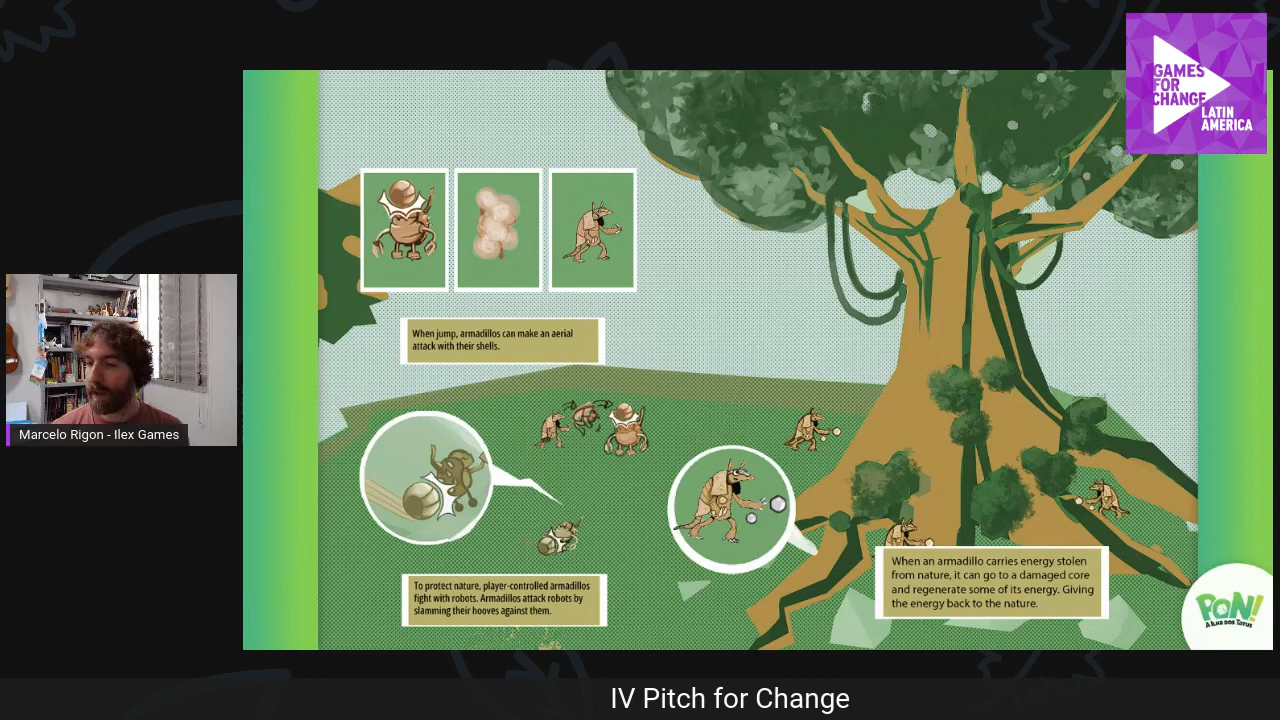 GAMES
FOR
CHANGE
LATIN
AMERICA
When jump, armadillos can make an aerial
attack with their shells.
Marcelo Rigon - Ilex Games
To protect nature, player-controlled armadillos
fight with robots. Armadillos attack robots by
slamming their hooves against them.
When an armadillo carries energy stolen
from nature, it can go to a damaged core
and regenerate some of its energy. Giving
the energy back to the nature.
PON!
A ILHA DOS TATUS
IV Pitch for Change